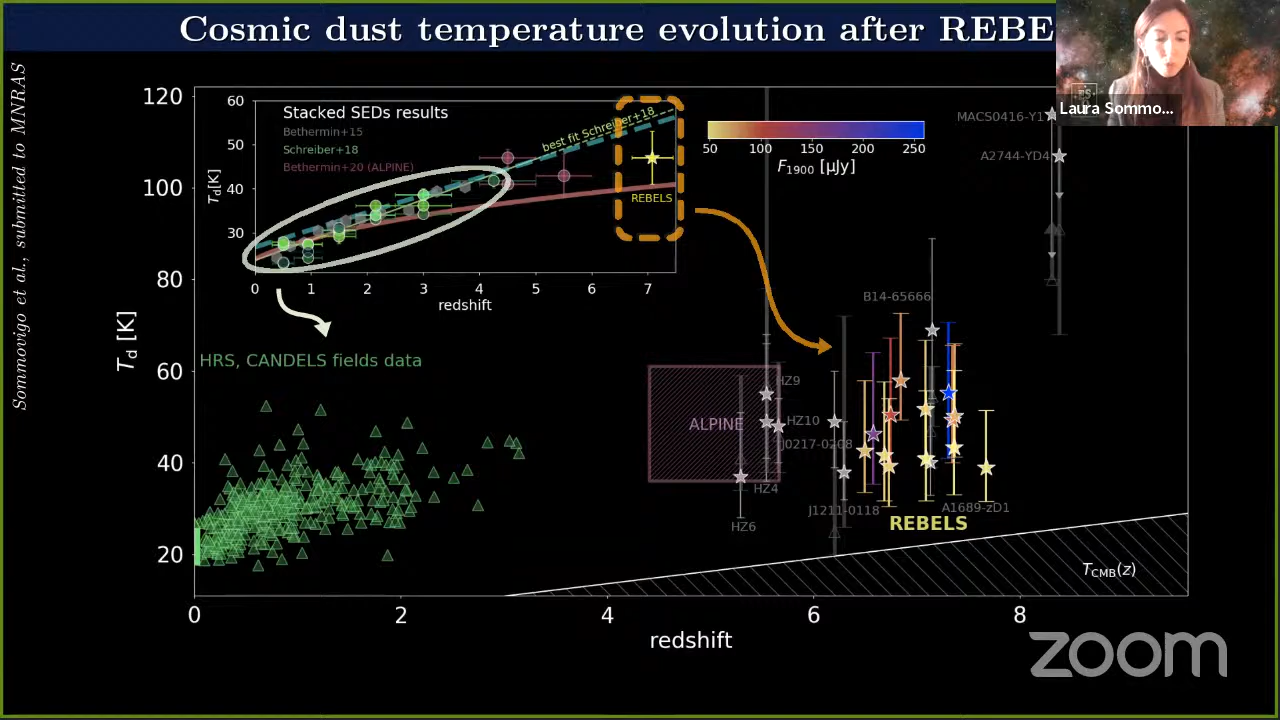 Cosmic dust temperature evolution after REBE
Laura Sommo...
Sommovigo et al., submitted to MNRAS
120
100
80
60
40
20
T_d [K]
0
2
4
6
8
redshift
Stacked SEDs results
Bethermin+15
Schreiber+18
Bethermin+20 (ALPINE)
best fit Schreiber+18
REBELS
60
50
40
30
T_d[K]
0
1
2
3
4
5
6
7
redshift
50
100
150
200
250
F_1900 [μJy]
MACS0416-Y1
A2744-YD4
B14-65666
HRS, CANDELS fields data
ALPINE
HZ9
HZ10
J0217-0208
HZ4
HZ6
J1211-0118
A1689-zD1
REBELS
T_CMB(z)
zoom